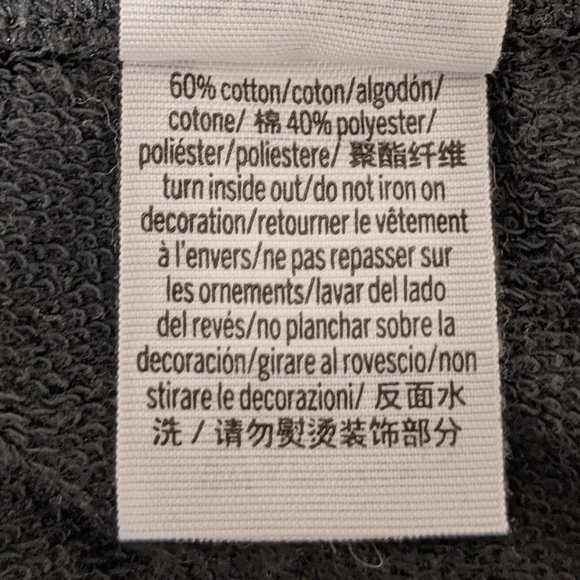 60% cotton/coton/algodón/
cotone/ 棉 40% polyester/
poliéster/poliestere/ 聚酯纤维
turn inside out/do not iron on
decoration/retourner le vêtement
à l'envers/ne pas repasser sur
les ornements/lavar del lado
del revés/no planchar sobre la
decoración/girare al rovescio/non
stirare le decorazioni/ 反面水
洗 / 请勿熨烫装饰部分